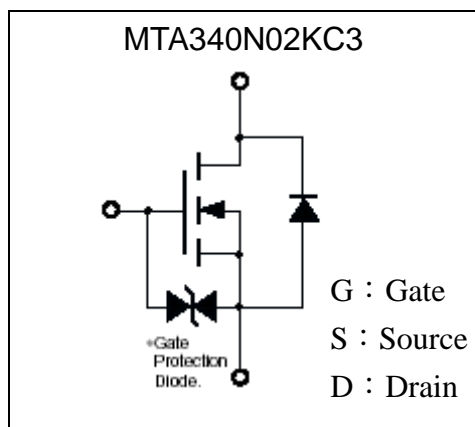 MTA340N02KC3
*Gate
Protection
Diode.
G：Gate
S：Source
D：Drain